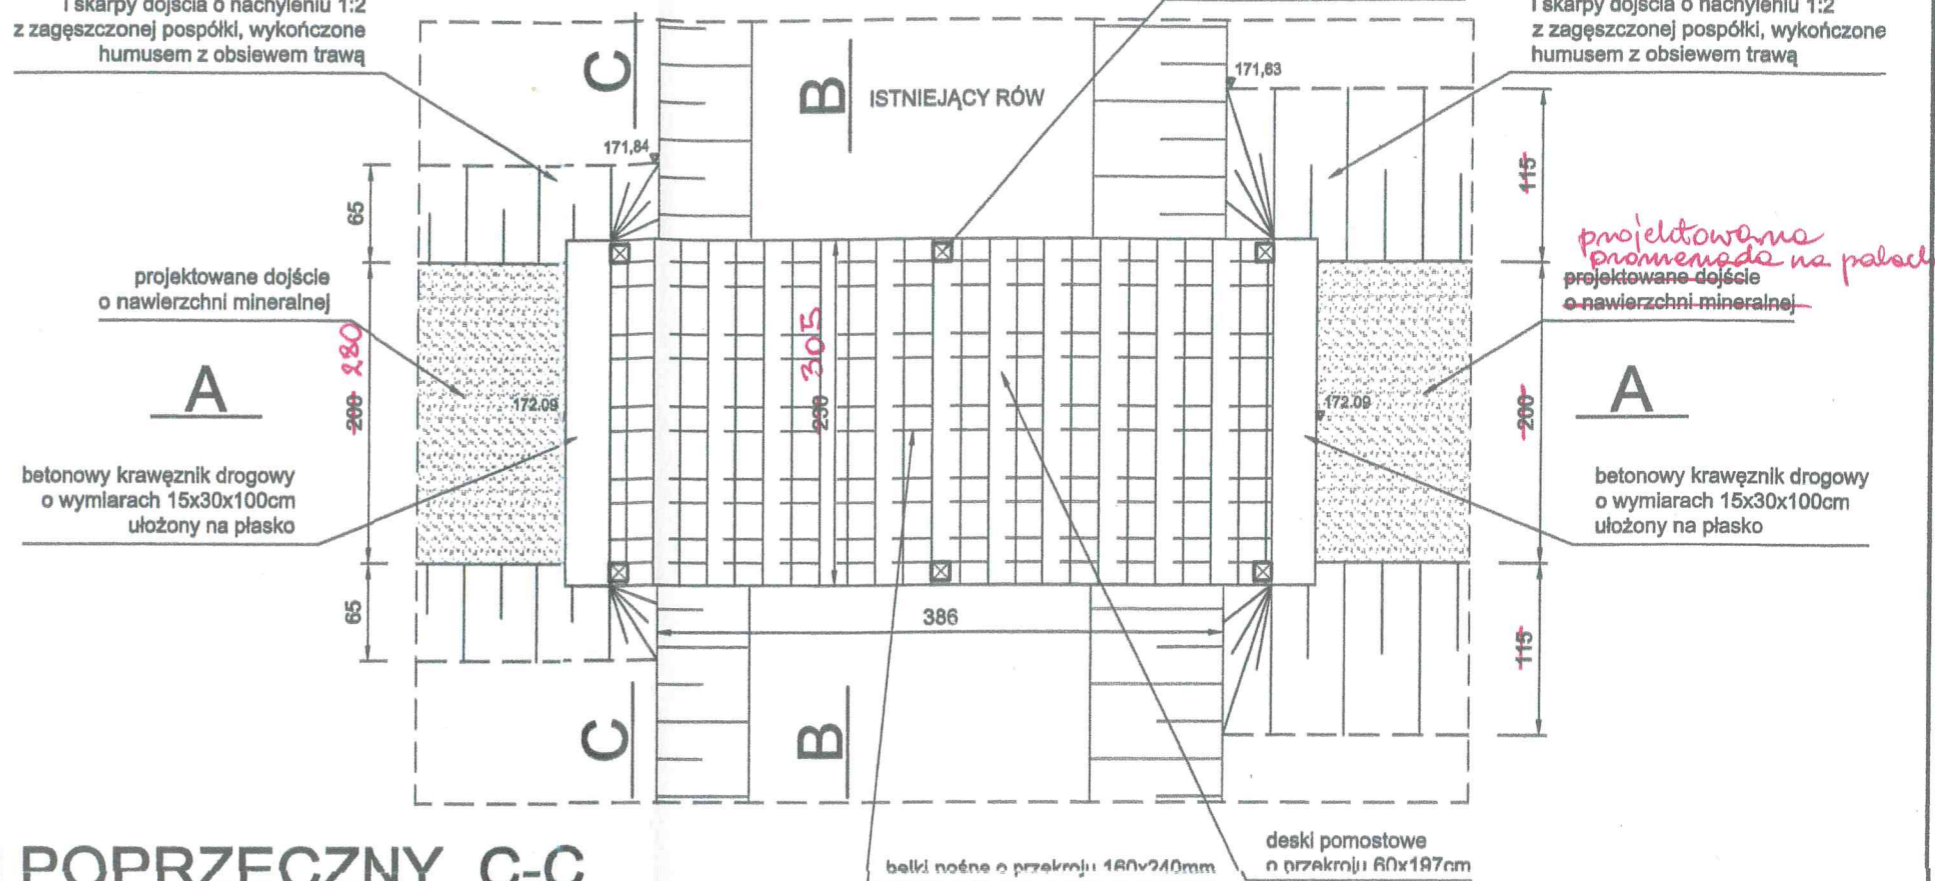 i skarpy dojścia o nachyleniu 1:2
z zagęszczonej pospółki, wykończone
humusem z obsiewem trawą
i skarpy dojścia o nachyleniu 1:2
z zagęszczonej pospółki, wykończone
humusem z obsiewem trawą
C
B
ISTNIEJĄCY RÓW
171,63
171,84
65
115
projektowane dojście
o nawierzchni mineralnej
projektowana
promenada na palach
projektowane dojście
o nawierzchni mineralnej
200 280
230 305
200
A
172.09
172.09
A
betonowy krawęznik drogowy
o wymiarach 15x30x100cm
ułożony na płasko
betonowy krawęznik drogowy
o wymiarach 15x30x100cm
ułożony na płasko
65
386
115
C
B
POPRZECZNY C-C
belki nośne o przekroju 160x240mm
deski pomostowe
o przekroju 60x197cm